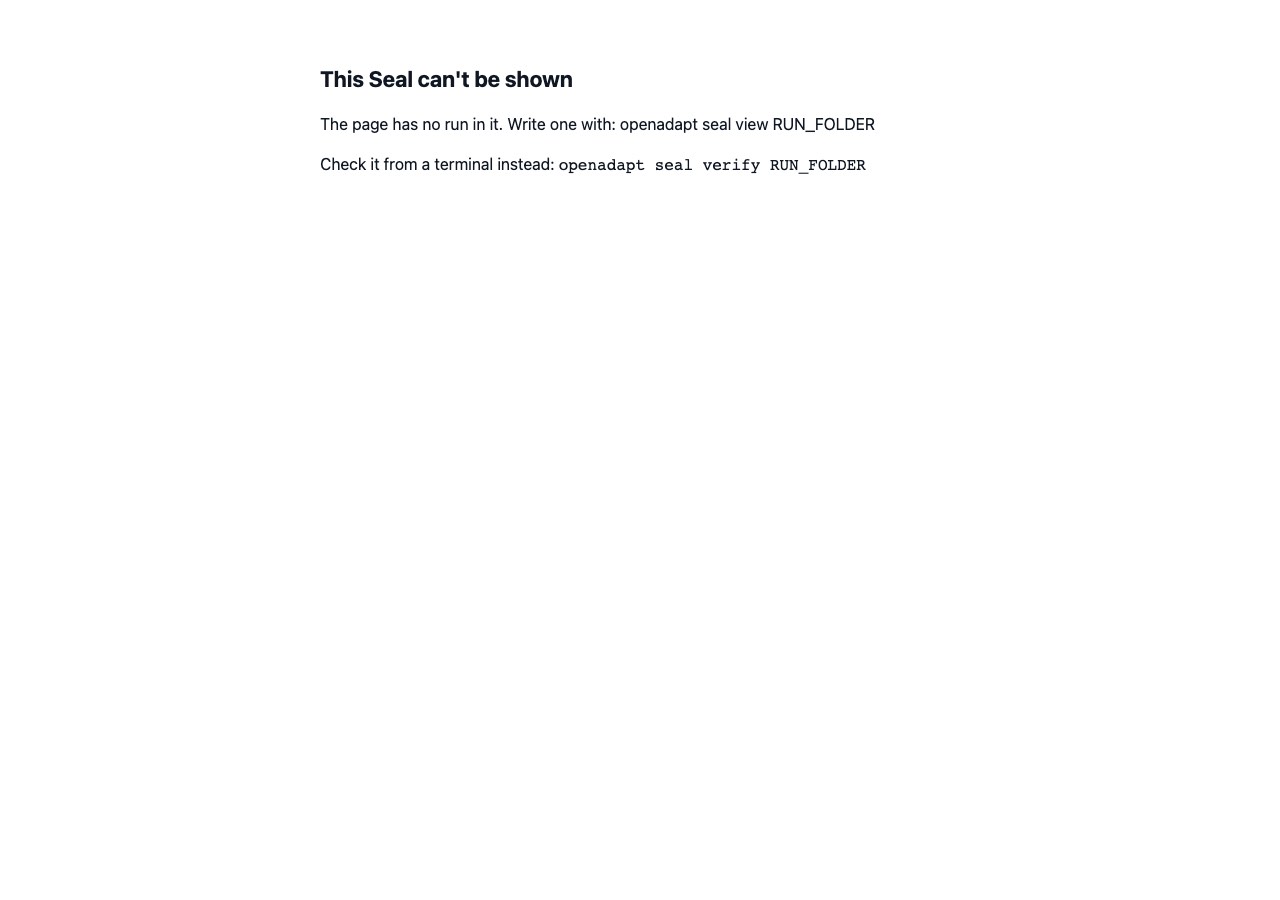 This Seal can't be shown
The page has no run in it. Write one with: openadapt seal view RUN_FOLDER
Check it from a terminal instead: openadapt seal verify RUN_FOLDER